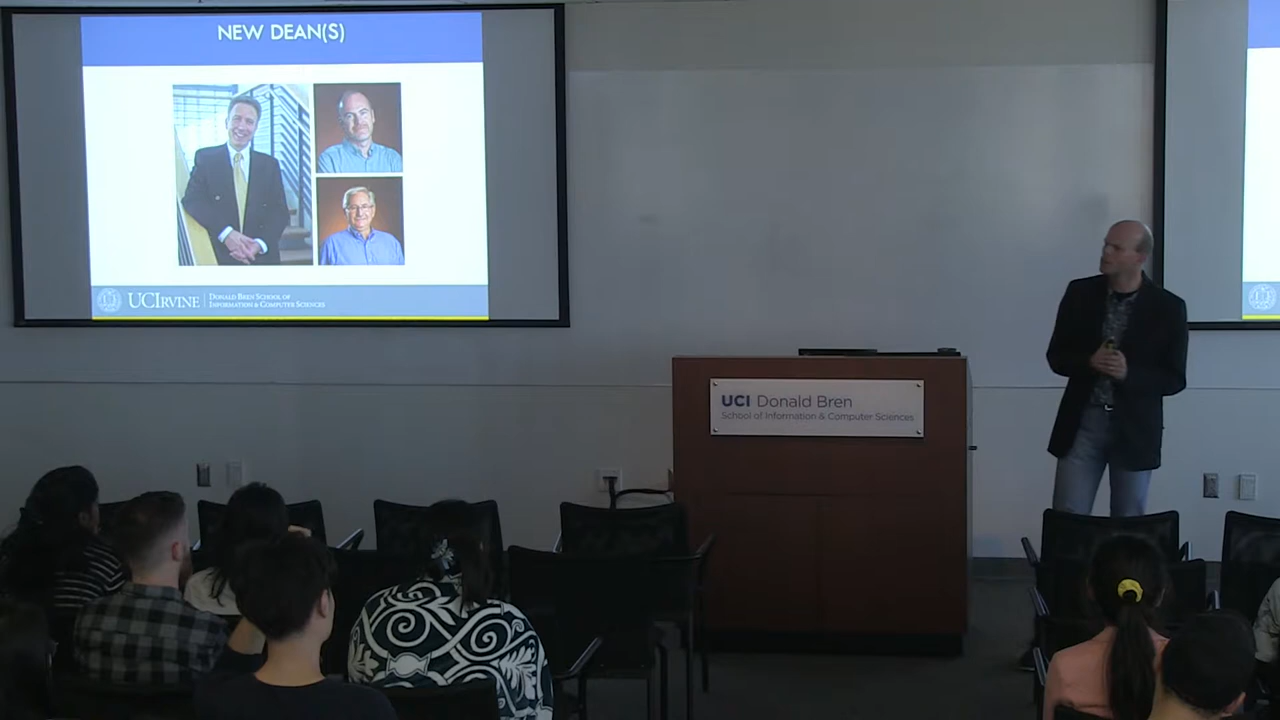 NEW DEAN(S)
UCIRVINE
DONALD BREN SCHOOL OF
INFORMATION & COMPUTER SCIENCES
UCI Donald Bren
School of Information & Computer Sciences